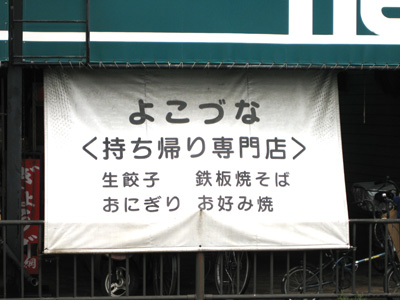 よこづな
<持ち帰り専門店>
生餃子 鉄板焼そば
おにぎり お好み焼